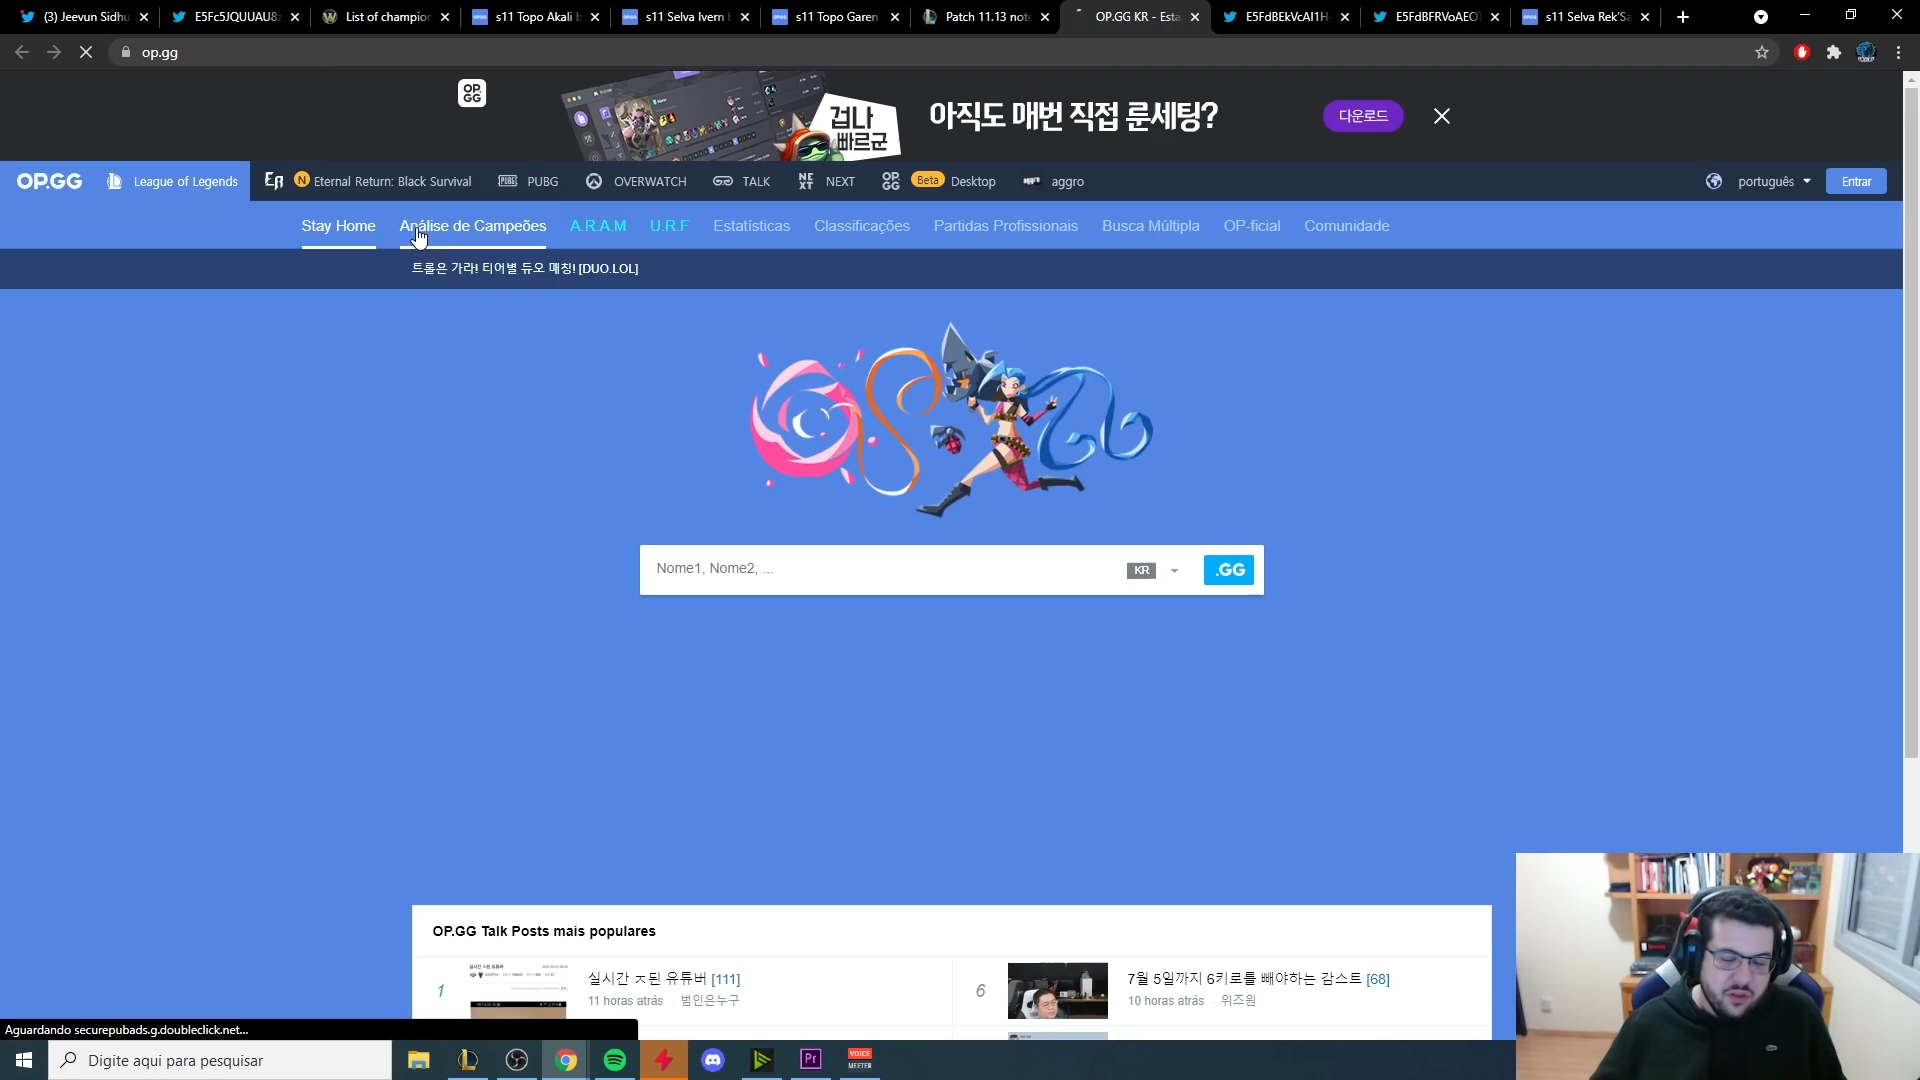 (3) Jeevun Sidhu
E5Fc5JQUUAU8z
List of champion
s11 Topo Akali b
s11 Selva Ivern b
s11 Topo Garen
Patch 11.13 note
OP.GG KR - Esta
E5FdBEkVcAI1H
E5FdBFRVoAEOT
s11 Selva Rek'Sa
op.gg
OP.GG
겁나 빠르군
아직도 매번 직접 룬세팅?
다운로드
OP.GG
League of Legends
Eternal Return: Black Survival
PUBG
OVERWATCH
TALK
NEXT
Beta
Desktop
aggro
português
Entrar
Stay Home
Análise de Campeões
A.R.A.M
U.R.F
Estatísticas
Classificações
Partidas Profissionais
Busca Múltipla
OP-ficial
Comunidade
트롤은 가라! 티어별 듀오 매칭! [DUO.LOL]
Nome1, Nome2, ...
KR
.GG
OP.GG Talk Posts mais populares
1
실시간 ㅈ된 유튜버 [111]
11 horas atrás
범인은누구
6
7월 5일까지 6키로를 빼야하는 감스트 [68]
10 horas atrás
위즈원
Aguardando securepubads.g.doubleclick.net...
Digite aqui para pesquisar
Pr
VOICE
MEETER